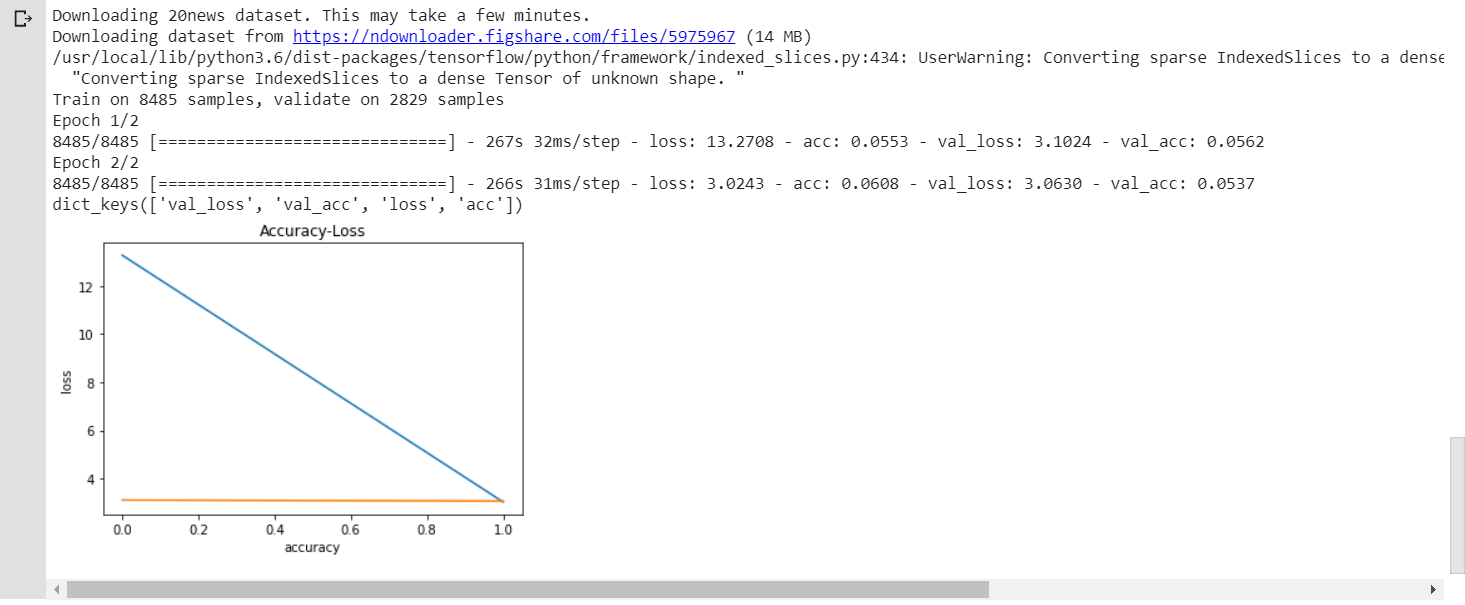 Downloading 20news dataset. This may take a few minutes.
Downloading dataset from https://ndownloader.figshare.com/files/5975967 (14 MB)
/usr/local/lib/python3.6/dist-packages/tensorflow/python/framework/indexed_slices.py:434: UserWarning: Converting sparse IndexedSlices to a dense
"Converting sparse IndexedSlices to a dense Tensor of unknown shape. "
Train on 8485 samples, validate on 2829 samples
Epoch 1/2
8485/8485 [==============================] - 267s 32ms/step - loss: 13.2708 - acc: 0.0553 - val_loss: 3.1024 - val_acc: 0.0562
Epoch 2/2
8485/8485 [==============================] - 266s 31ms/step - loss: 3.0243 - acc: 0.0608 - val_loss: 3.0630 - val_acc: 0.0537
dict_keys(['val_loss', 'val_acc', 'loss', 'acc'])
Accuracy-Loss
12
10
8
6
4
loss
0.0 0.2 0.4 0.6 0.8 1.0
accuracy